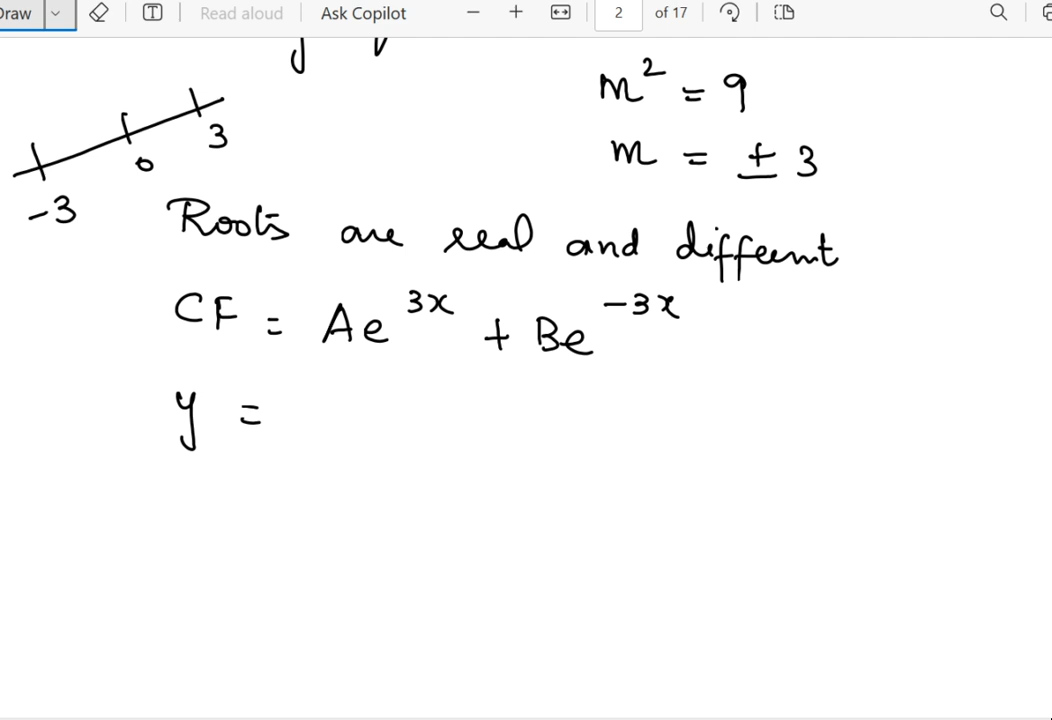 Draw Read aloud Ask Copilot 2 of 17
m² = 9
3
0
-3
m = ± 3
Roots are real and different
CF = Ae^3x + Be^-3x
y =